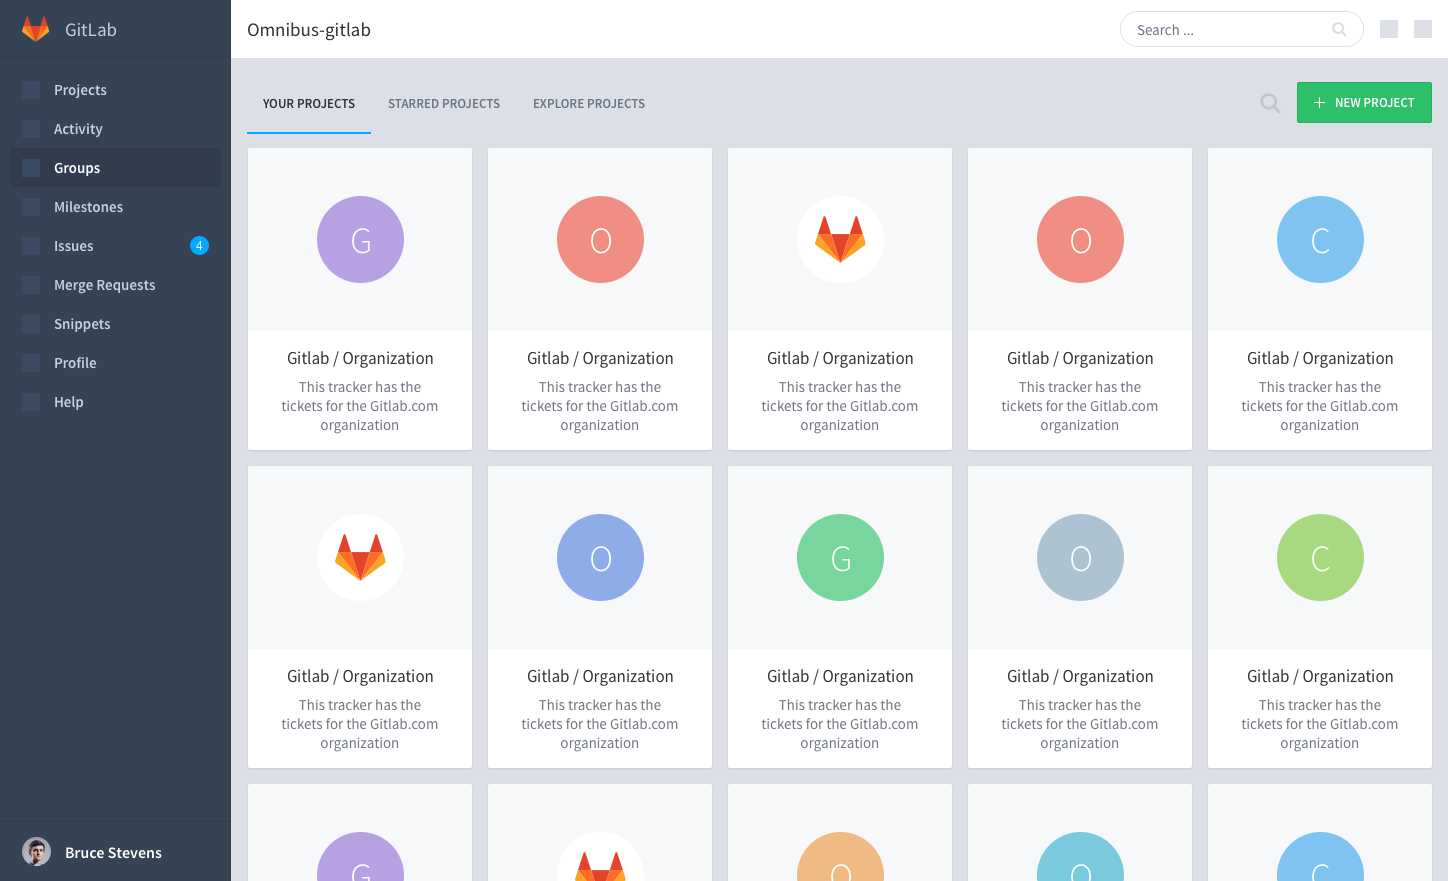 GitLab
Omnibus-gitlab
Search ...
Projects
Activity
Groups
Milestones
Issues 4
Merge Requests
Snippets
Profile
Help
Bruce Stevens
YOUR PROJECTS STARRED PROJECTS EXPLORE PROJECTS
+ NEW PROJECT
G
Gitlab / Organization
This tracker has the
tickets for the Gitlab.com
organization
O
Gitlab / Organization
This tracker has the
tickets for the Gitlab.com
organization
Gitlab / Organization
This tracker has the
tickets for the Gitlab.com
organization
O
Gitlab / Organization
This tracker has the
tickets for the Gitlab.com
organization
C
Gitlab / Organization
This tracker has the
tickets for the Gitlab.com
organization
Gitlab / Organization
This tracker has the
tickets for the Gitlab.com
organization
O
Gitlab / Organization
This tracker has the
tickets for the Gitlab.com
organization
G
Gitlab / Organization
This tracker has the
tickets for the Gitlab.com
organization
O
Gitlab / Organization
This tracker has the
tickets for the Gitlab.com
organization
C
Gitlab / Organization
This tracker has the
tickets for the Gitlab.com
organization
G
O
O
C